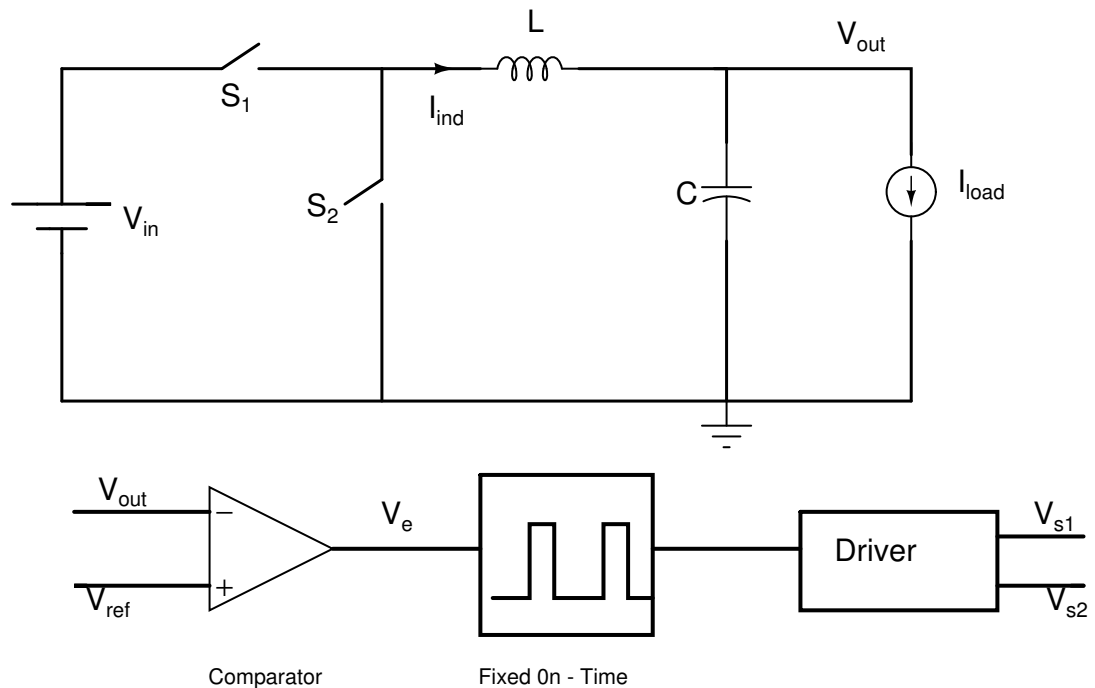 L
V_out
S_1
I_ind
S_2
V_in
C
I_load
V_out
−
V_e
V_ref
+
Driver
V_s1
V_s2
Comparator
Fixed 0n - Time